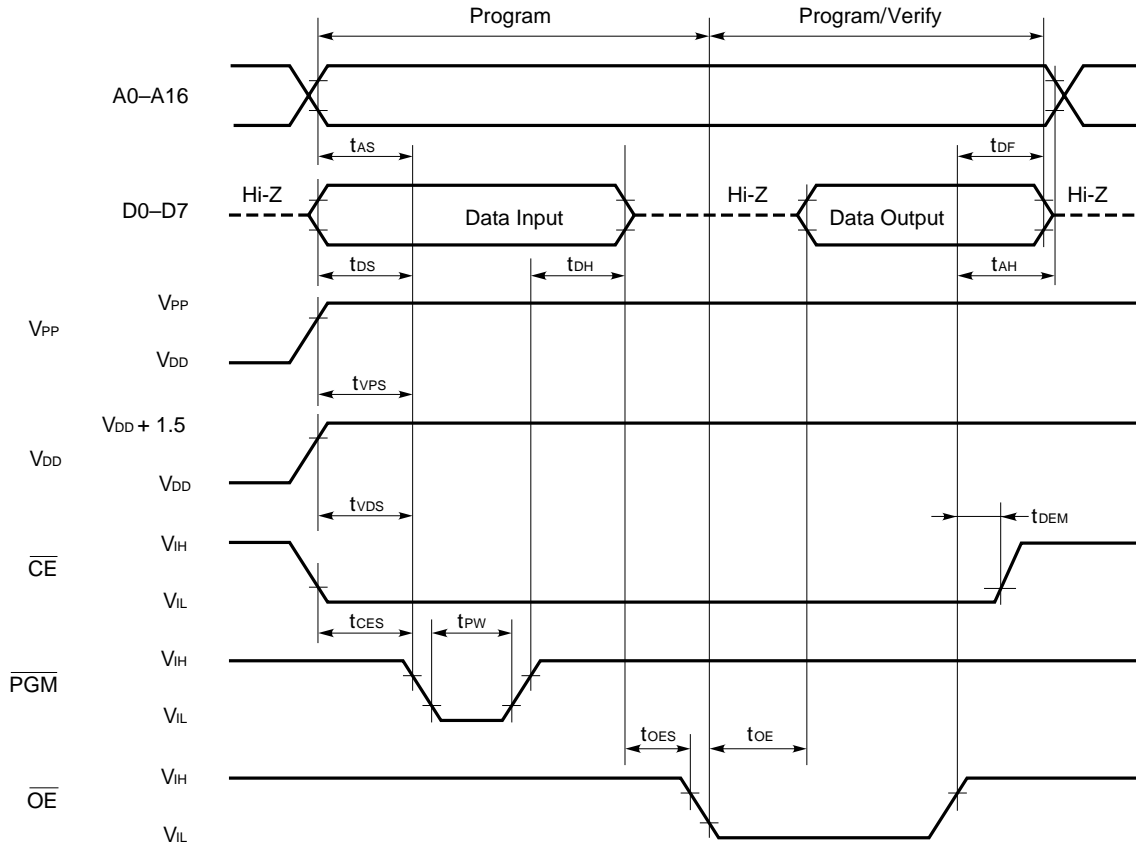 Program Program/Verify
A0–A16
tAS tDF
Hi-Z Hi-Z Hi-Z
D0–D7 Data Input Data Output
tDS tDH tAH
VPP
VPP
VDD
tVPS
VDD + 1.5
VDD
VDD
tVDS tDEM
VIH
CE
VIL
tCES tPW
VIH
PGM
VIL
tOES tOE
VIH
OE
VIL